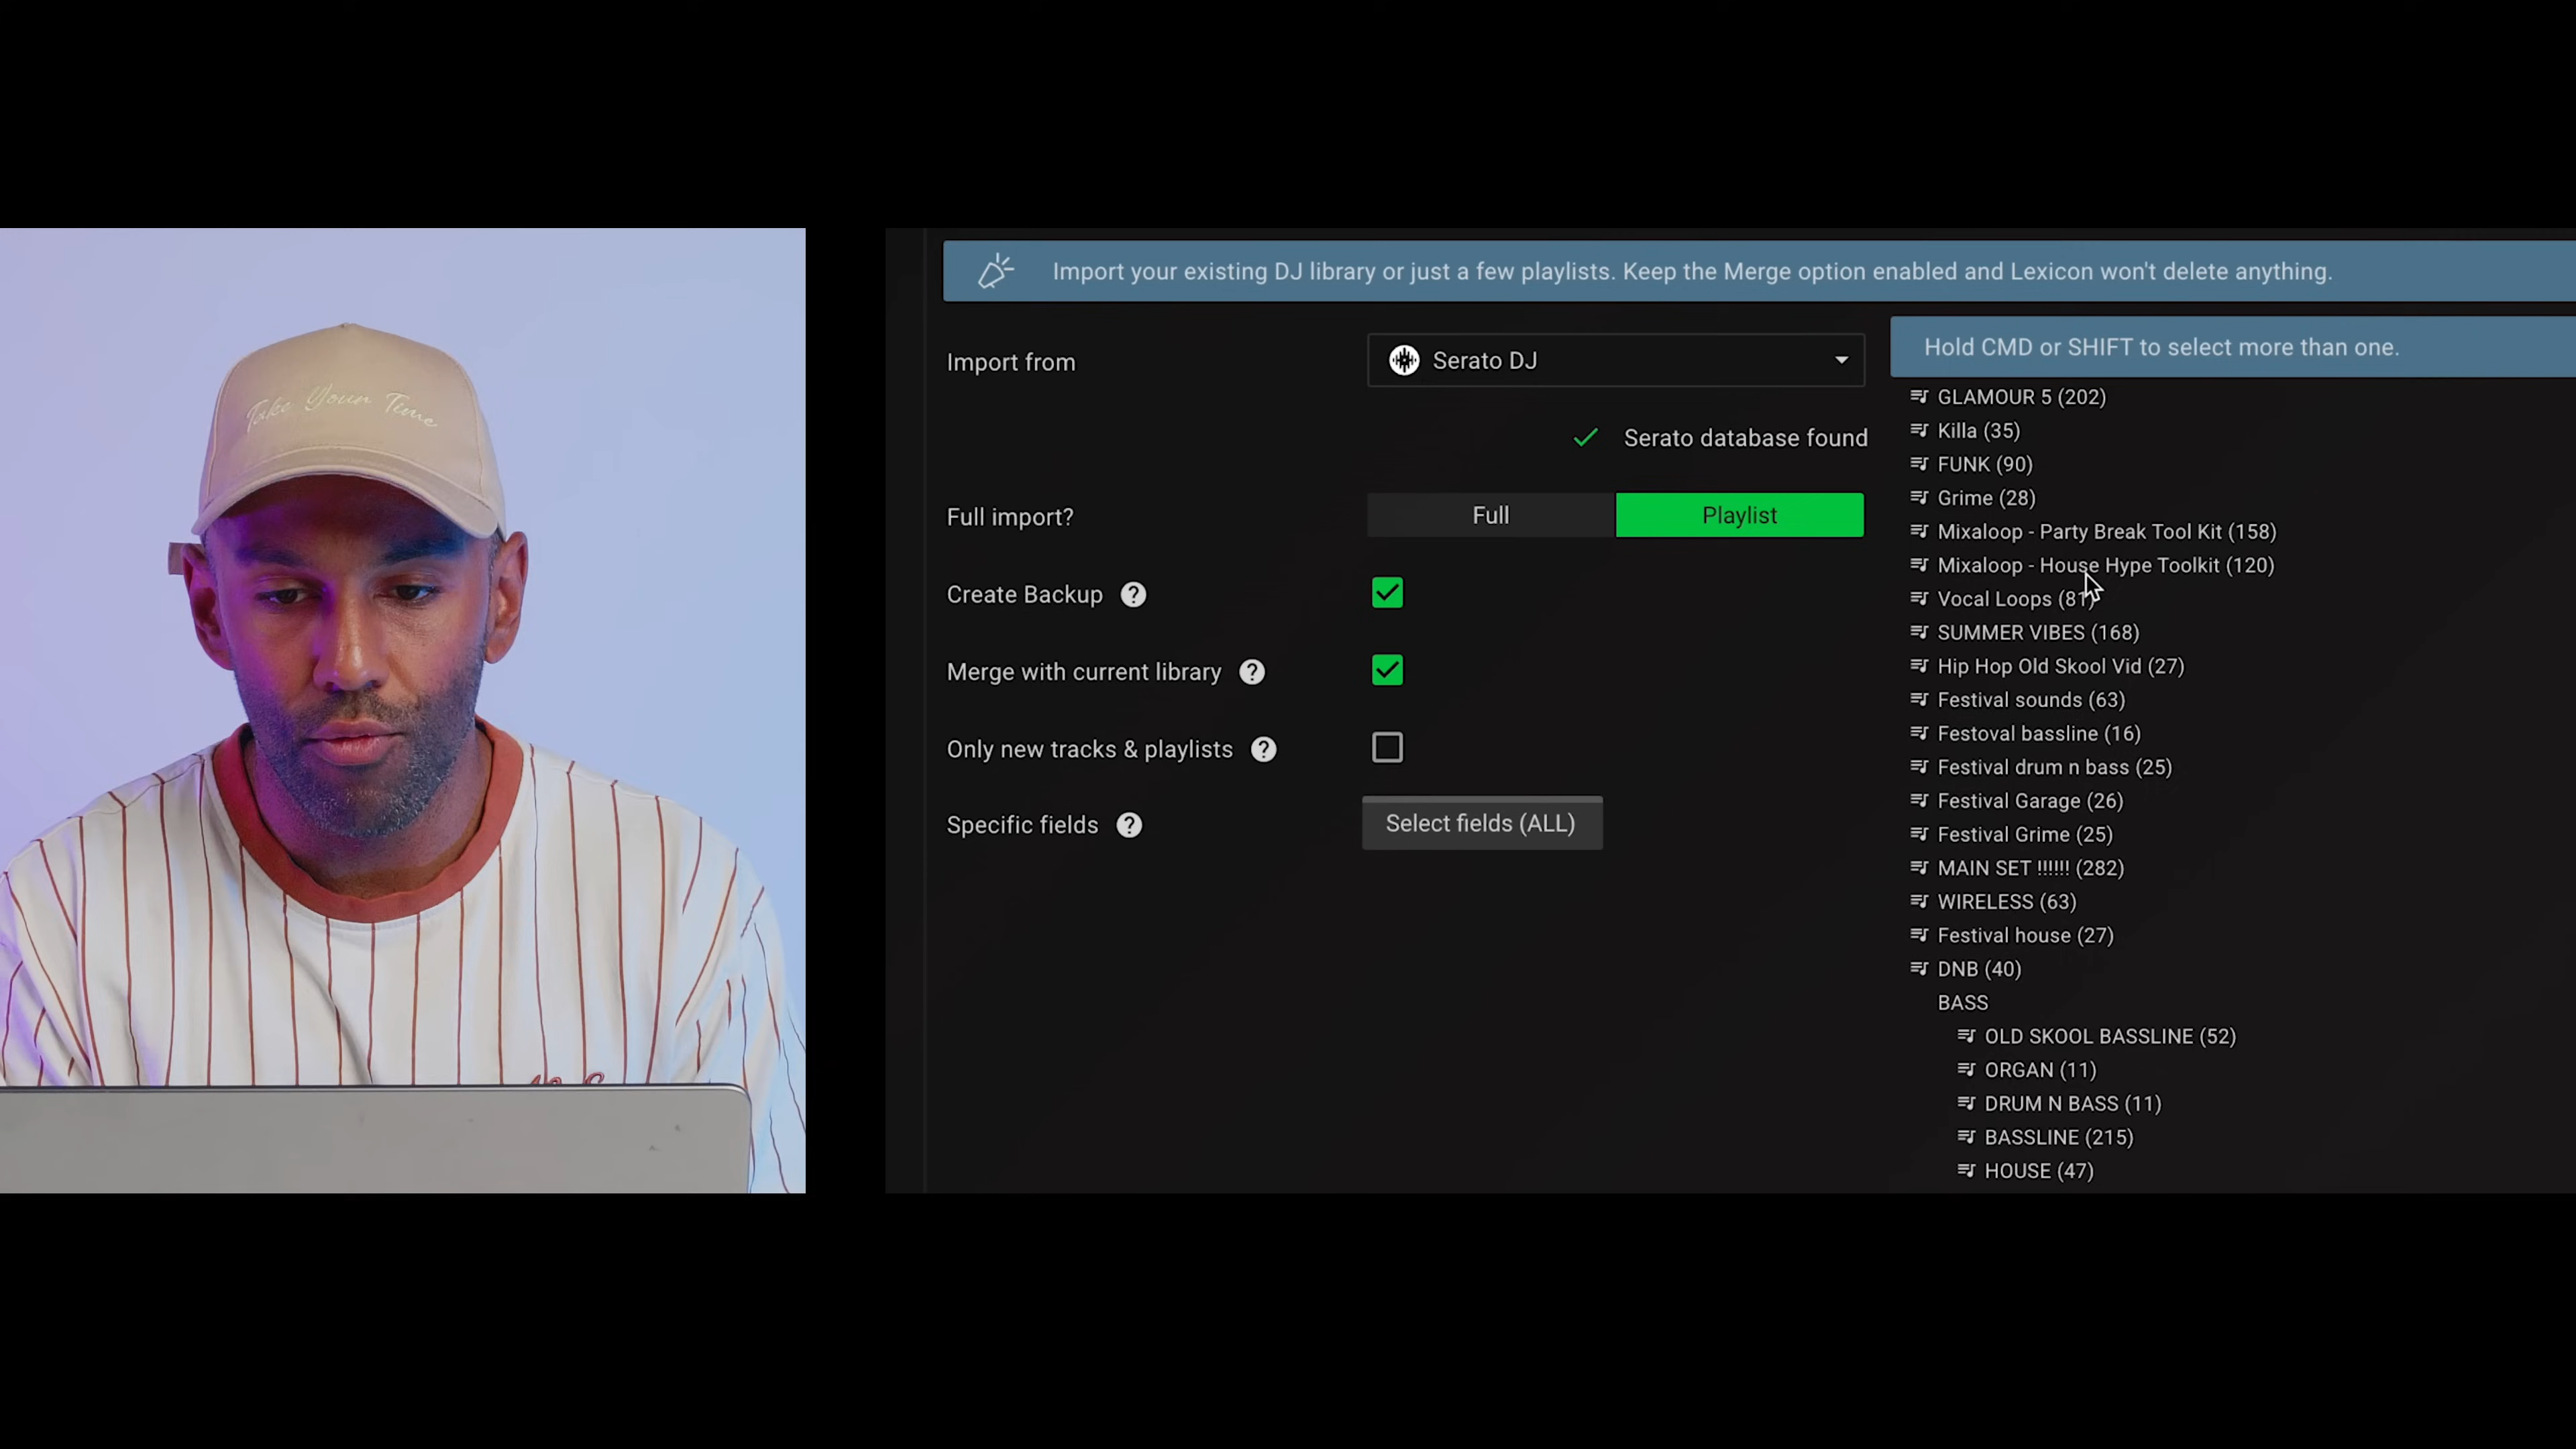 Take Your Time
Import your existing DJ library or just a few playlists. Keep the Merge option enabled and Lexicon won't delete anything.
Import from
Serato DJ
Serato database found
Full import?
Full
Playlist
Create Backup
Merge with current library
Only new tracks & playlists
Specific fields
Select fields (ALL)
Hold CMD or SHIFT to select more than one.
GLAMOUR 5 (202)
Killa (35)
FUNK (90)
Grime (28)
Mixaloop - Party Break Tool Kit (158)
Mixaloop - House Hype Toolkit (120)
Vocal Loops (81)
SUMMER VIBES (168)
Hip Hop Old Skool Vid (27)
Festival sounds (63)
Festoval bassline (16)
Festival drum n bass (25)
Festival Garage (26)
Festival Grime (25)
MAIN SET !!!!!! (282)
WIRELESS (63)
Festival house (27)
DNB (40)
BASS
OLD SKOOL BASSLINE (52)
ORGAN (11)
DRUM N BASS (11)
BASSLINE (215)
HOUSE (47)